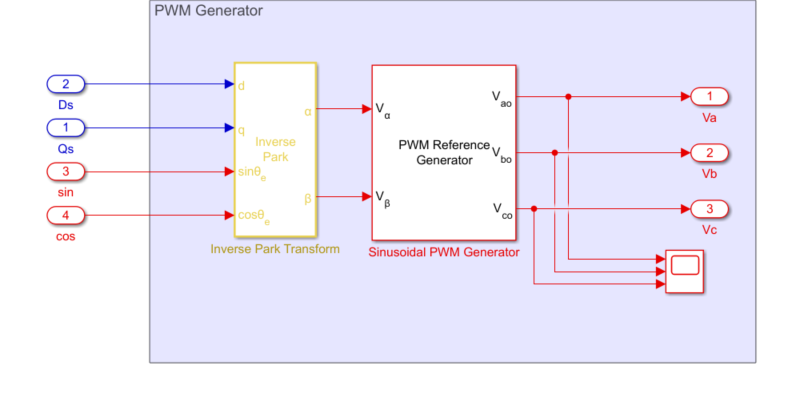 PWM Generator
2
Ds
1
Qs
3
sin
4
cos
d
q
sinθe
cosθe
Inverse
Park
α
β
Inverse Park Transform
Vα
Vβ
PWM Reference
Generator
Vao
Vbo
Vco
Sinusoidal PWM Generator
1
Va
2
Vb
3
Vc